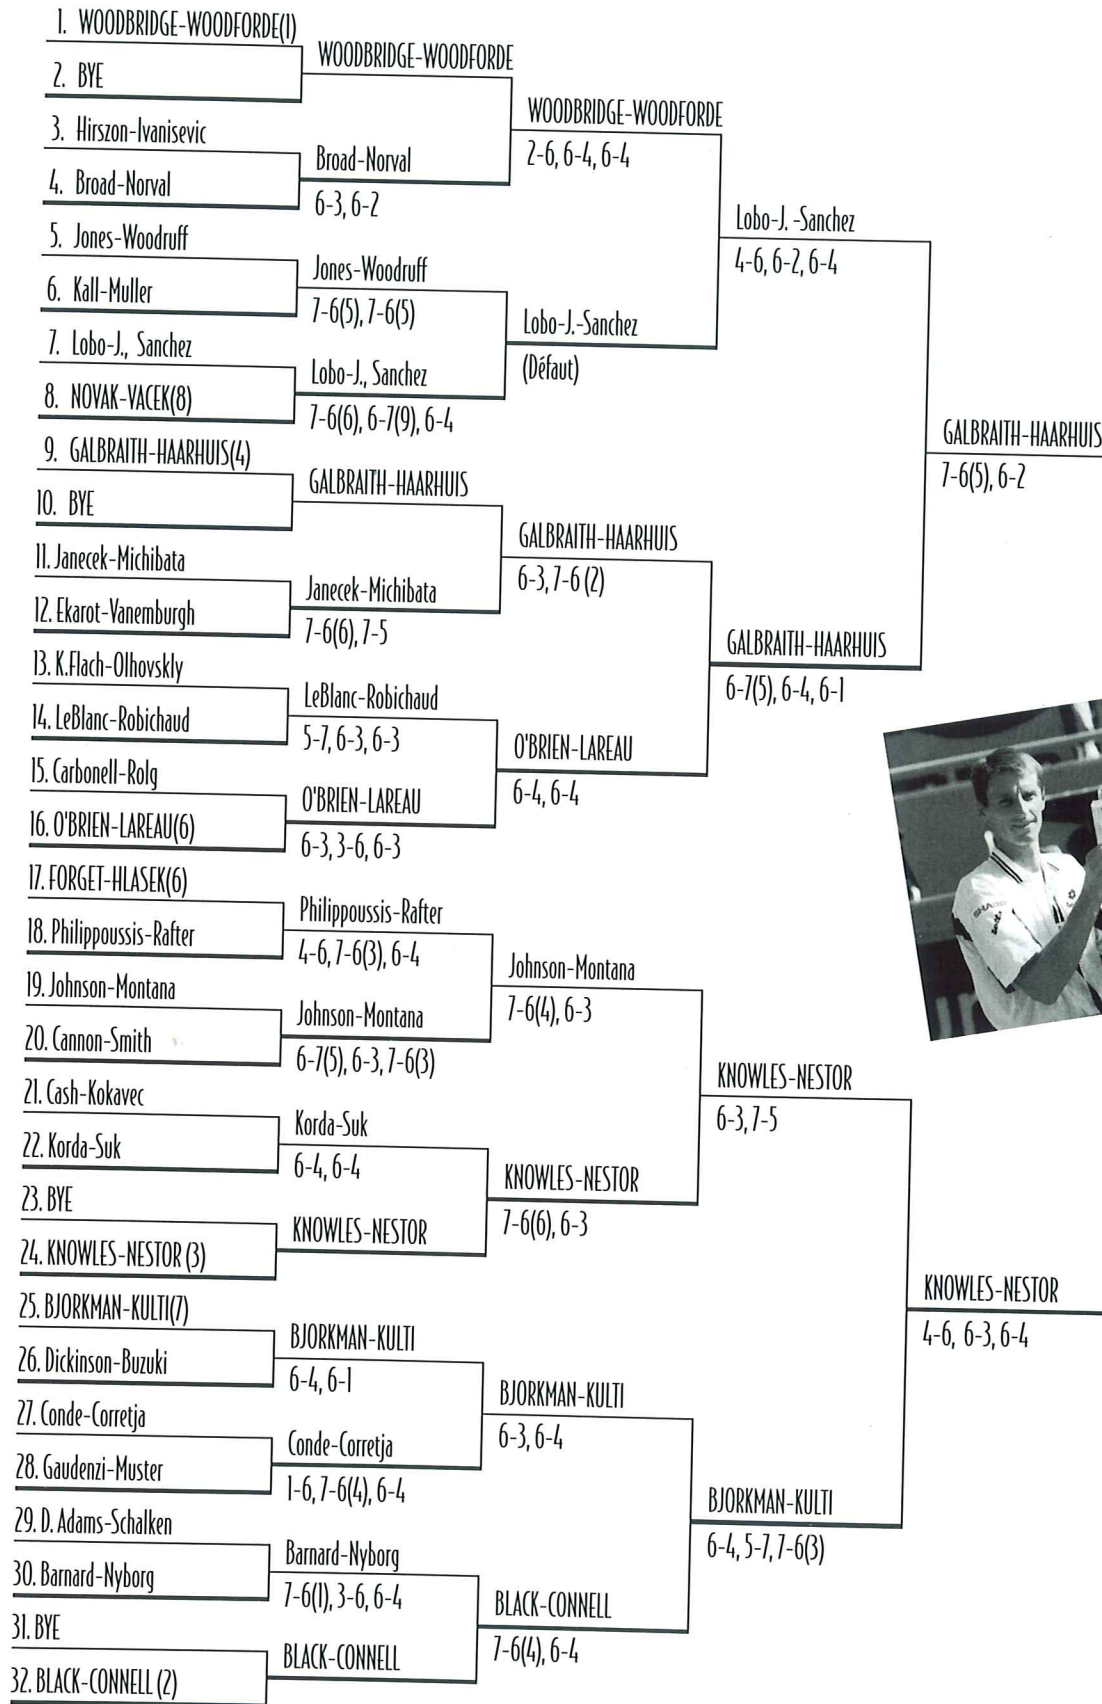 1. WOODBRIDGE-WOODFORDE(1)
2. BYE
3. Hirszon-Ivanisevic
4. Broad-Norval
5. Jones-Woodruff
6. Kall-Muller
7. Lobo-J., Sanchez
8. NOVAK-VACEK(8)
9. GALBRAITH-HAARHUIS(4)
10. BYE
11. Janecek-Michibata
12. Ekarot-Vanemburgh
13. K.Flach-Olhovskly
14. LeBlanc-Robichaud
15. Carbonell-Rolg
16. O'BRIEN-LAREAU(6)
17. FORGET-HLASEK(6)
18. Philippoussis-Rafter
19. Johnson-Montana
20. Cannon-Smith
21. Cash-Kokavec
22. Korda-Suk
23. BYE
24. KNOWLES-NESTOR (3)
25. BJORKMAN-KULTI(7)
26. Dickinson-Buzuki
27. Conde-Corretja
28. Gaudenzi-Muster
29. D. Adams-Schalken
30. Barnard-Nyborg
31. BYE
32. BLACK-CONNELL (2)
WOODBRIDGE-WOODFORDE
Broad-Norval
6-3, 6-2
Jones-Woodruff
7-6(5), 7-6(5)
Lobo-J., Sanchez
7-6(6), 6-7(9), 6-4
GALBRAITH-HAARHUIS
Janecek-Michibata
7-6(6), 7-5
LeBlanc-Robichaud
5-7, 6-3, 6-3
O'BRIEN-LAREAU
6-3, 3-6, 6-3
Philippoussis-Rafter
4-6, 7-6(3), 6-4
Johnson-Montana
6-7(5), 6-3, 7-6(3)
Korda-Suk
6-4, 6-4
KNOWLES-NESTOR
BJORKMAN-KULTI
6-4, 6-1
Conde-Corretja
1-6, 7-6(4), 6-4
Barnard-Nyborg
7-6(1), 3-6, 6-4
BLACK-CONNELL
WOODBRIDGE-WOODFORDE
2-6, 6-4, 6-4
Lobo-J.-Sanchez
(Défaut)
GALBRAITH-HAARHUIS
6-3, 7-6 (2)
O'BRIEN-LAREAU
6-4, 6-4
Johnson-Montana
7-6(4), 6-3
KNOWLES-NESTOR
7-6(6), 6-3
BJORKMAN-KULTI
6-3, 6-4
BLACK-CONNELL
7-6(4), 6-4
Lobo-J. -Sanchez
4-6, 6-2, 6-4
GALBRAITH-HAARHUIS
6-7(5), 6-4, 6-1
KNOWLES-NESTOR
6-3, 7-5
BJORKMAN-KULTI
6-4, 5-7, 7-6(3)
GALBRAITH-HAARHUIS
7-6(5), 6-2
KNOWLES-NESTOR
4-6, 6-3, 6-4